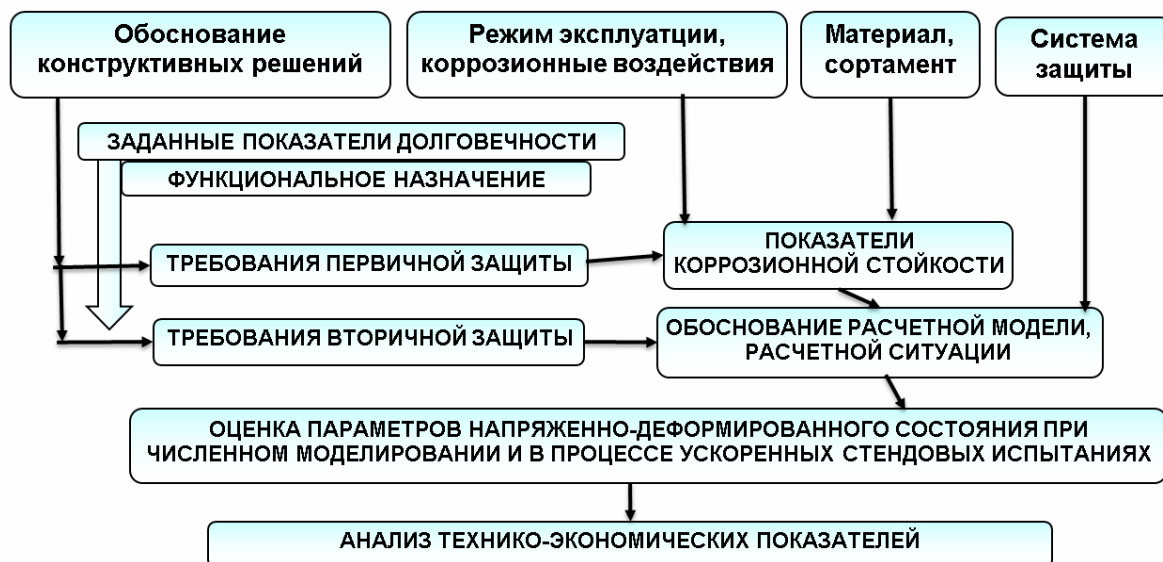 Обоснование
конструктивных решений
Режим эксплуатции,
коррозионные воздействия
Материал,
сортамент
Система
защиты
ЗАДАННЫЕ ПОКАЗАТЕЛИ ДОЛГОВЕЧНОСТИ
ФУНКЦИОНАЛЬНОЕ НАЗНАЧЕНИЕ
ТРЕБОВАНИЯ ПЕРВИЧНОЙ ЗАЩИТЫ
ПОКАЗАТЕЛИ
КОРРОЗИОННОЙ СТОЙКОСТИ
ТРЕБОВАНИЯ ВТОРИЧНОЙ ЗАЩИТЫ
ОБОСНОВАНИЕ РАСЧЕТНОЙ МОДЕЛИ,
РАСЧЕТНОЙ СИТУАЦИИ
ОЦЕНКА ПАРАМЕТРОВ НАПРЯЖЕННО-ДЕФОРМИРОВАННОГО СОСТОЯНИЯ ПРИ
ЧИСЛЕННОМ МОДЕЛИРОВАНИИ И В ПРОЦЕССЕ УСКОРЕННЫХ СТЕНДОВЫХ ИСПЫТАНИЯХ
АНАЛИЗ ТЕХНИКО-ЭКОНОМИЧЕСКИХ ПОКАЗАТЕЛЕЙ